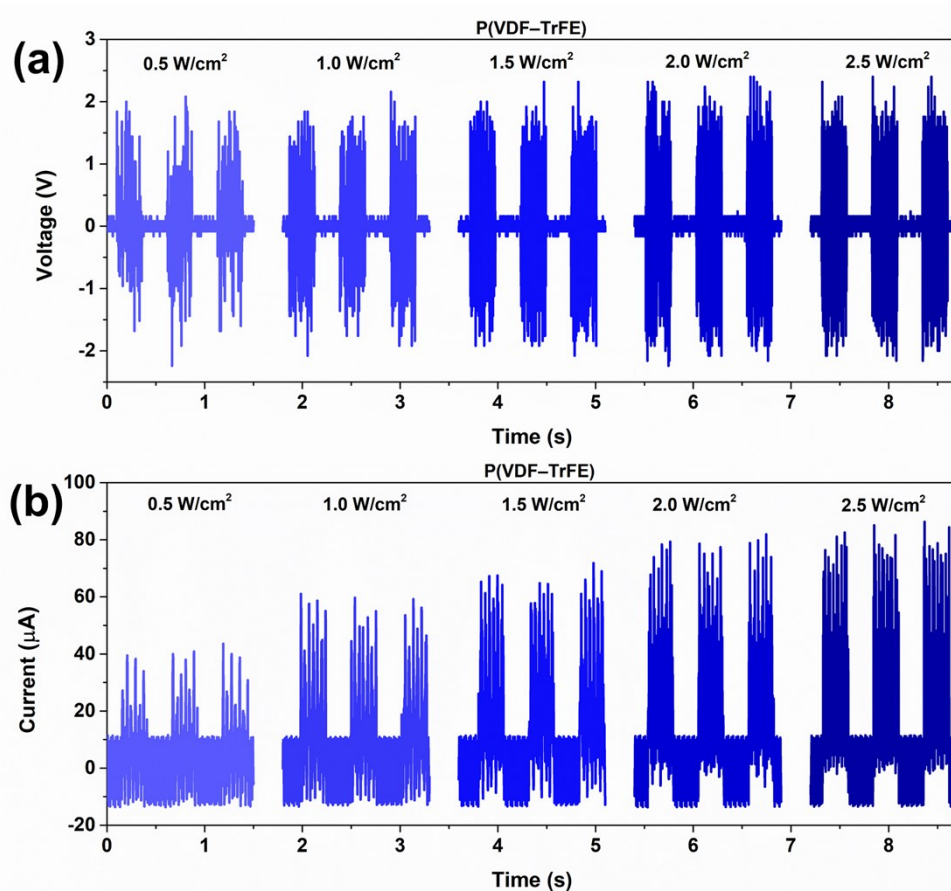 (a)
P(VDF–TrFE)
0.5 W/cm² 1.0 W/cm² 1.5 W/cm² 2.0 W/cm² 2.5 W/cm²
3
2
1
0
-1
-2
Voltage (V)
0 1 2 3 4 5 6 7 8
Time (s)
(b)
P(VDF–TrFE)
0.5 W/cm² 1.0 W/cm² 1.5 W/cm² 2.0 W/cm² 2.5 W/cm²
100
80
60
40
20
0
-20
Current (μA)
0 1 2 3 4 5 6 7 8
Time (s)